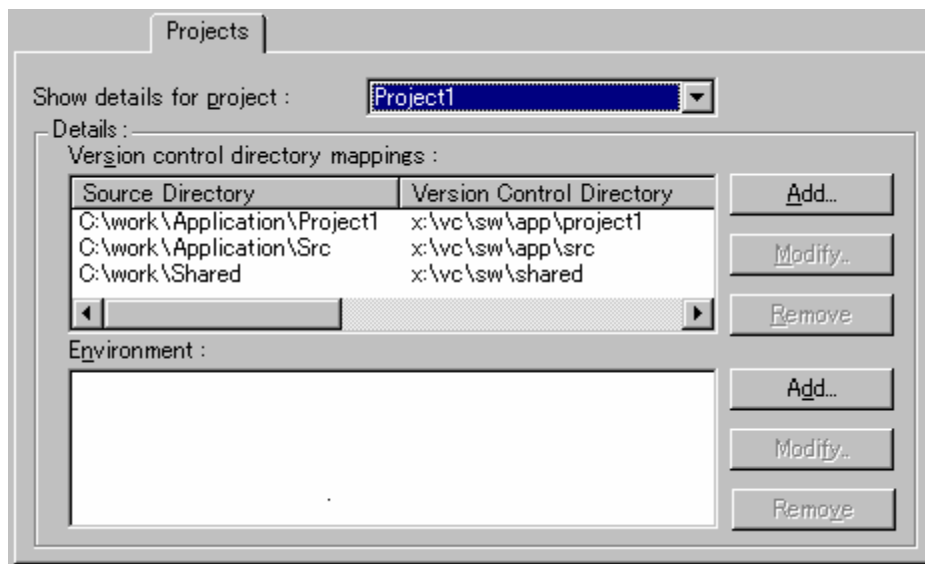 Projects
Show details for project : Project1
Details :
Version control directory mappings :
Source Directory Version Control Directory Add...
C:\work\Application\Project1 x:\vc\sw\app\project1
C:\work\Application\Src x:\vc\sw\app\src Modify..
C:\work\Shared x:\vc\sw\shared
Remove
Environment :
Add...
Modify..
Remove